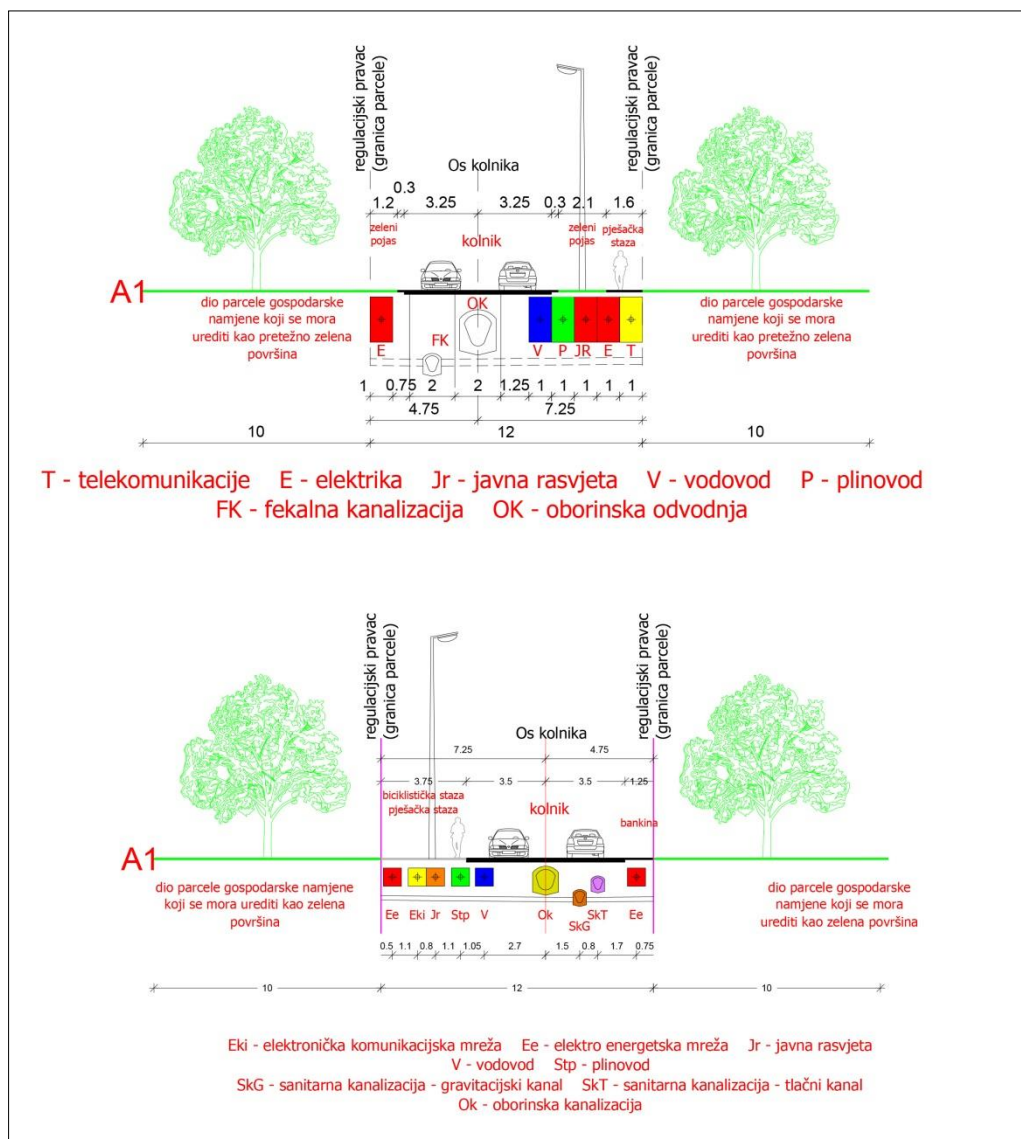 regulacijski pravac
(granica parcele)
Os kolnika
regulacijski pravac
(granica parcele)
0.3
1.2 3.25 3.25 0.3 2.1 1.6
zeleni
pojas
kolnik
zeleni
pojas
pješačka
staza
A1
dio parcele gospodarske
namjene koji se mora
urediti kao pretežno zelena
površina
OK
E FK V P JR E T
dio parcele gospodarske
namjene koji se mora
urediti kao pretežno zelena
površina
1 0.75 2 2 1.25 1 1 1 1 1
4.75 7.25
10 12 10
T - telekomunikacije E - elektrika Jr - javna rasvjeta V - vodovod P - plinovod
FK - fekalna kanalizacija OK - oborinska odvodnja
regulacijski pravac
(granica parcele)
Os kolnika
regulacijski pravac
(granica parcele)
7.25 4.75
3.75 3.5 3.5 1.25
biciklistička staza
pješačka staza
kolnik
bankina
A1
dio parcele gospodarske namjene
koji se mora urediti kao zelena
površina
Ee Eki Jr Stp V Ok SkT Ee
SkG
dio parcele gospodarske
namjene koji se mora
urediti kao zelena površina
0.5 1.1 0.8 1.1 1.05 2.7 1.5 0.8 1.7 0.75
10 12 10
Eki - elektronička komunikacijska mreža Ee - elektro energetska mreža Jr - javna rasvjeta
V - vodovod Stp - plinovod
SkG - sanitarna kanalizacija - gravitacijski kanal SkT - sanitarna kanalizacija - tlačni kanal
Ok - oborinska kanalizacija